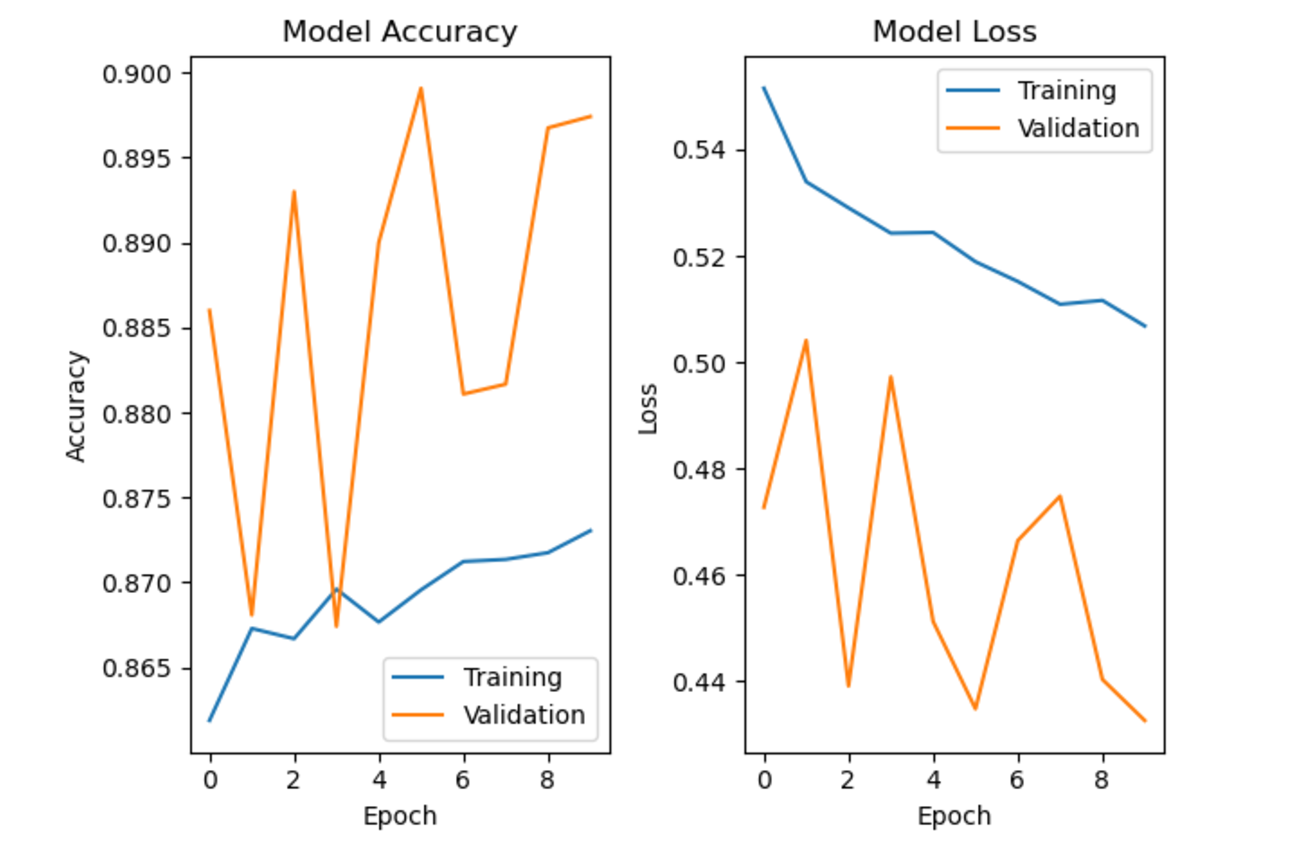 Model Accuracy
0.900
0.895
0.890
0.885
0.880
0.875
0.870
0.865
Accuracy
Training
Validation
0 2 4 6 8
Epoch
Model Loss
Training
Validation
0.54
0.52
0.50
0.48
0.46
0.44
Loss
0 2 4 6 8
Epoch